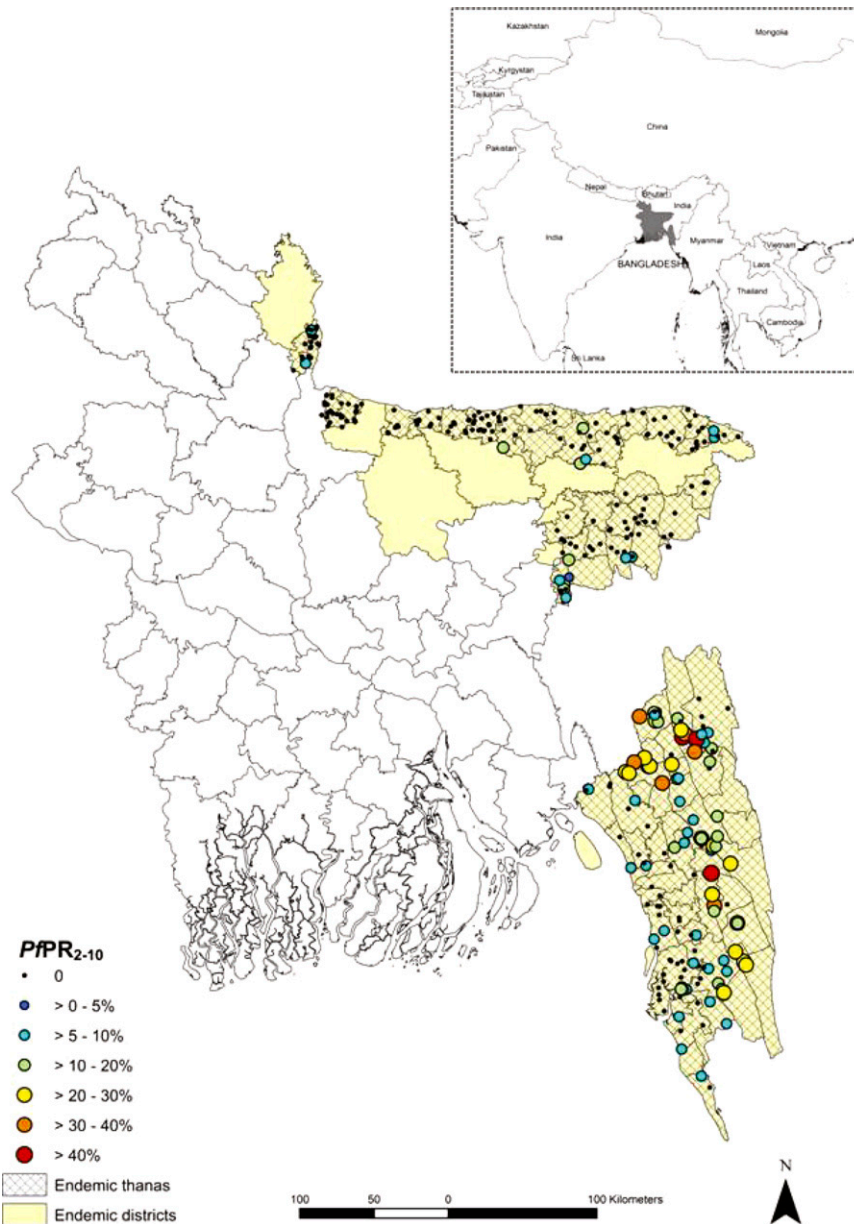 Kazakhstan
Mongolia
Kyrgystan
Tajikistan
China
Pakistan
Nepal
Bhutan
India
India
Myanmar
Vietnam
BANGLADESH
Laos
Thailand
Cambodia
Sri Lanka
PfPR2-10
0
> 0 - 5%
> 5 - 10%
> 10 - 20%
> 20 - 30%
> 30 - 40%
> 40%
Endemic thanas
Endemic districts
100 50 0 100 Kilometers
N